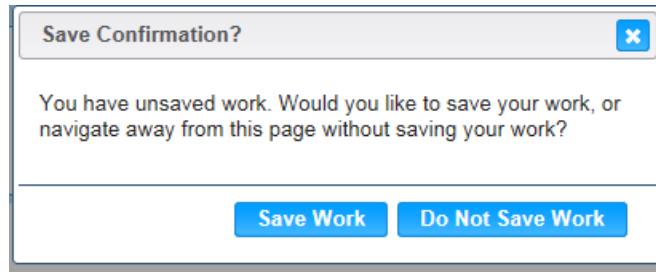 Save Confirmation?
You have unsaved work. Would you like to save your work, or
navigate away from this page without saving your work?
Save Work
Do Not Save Work